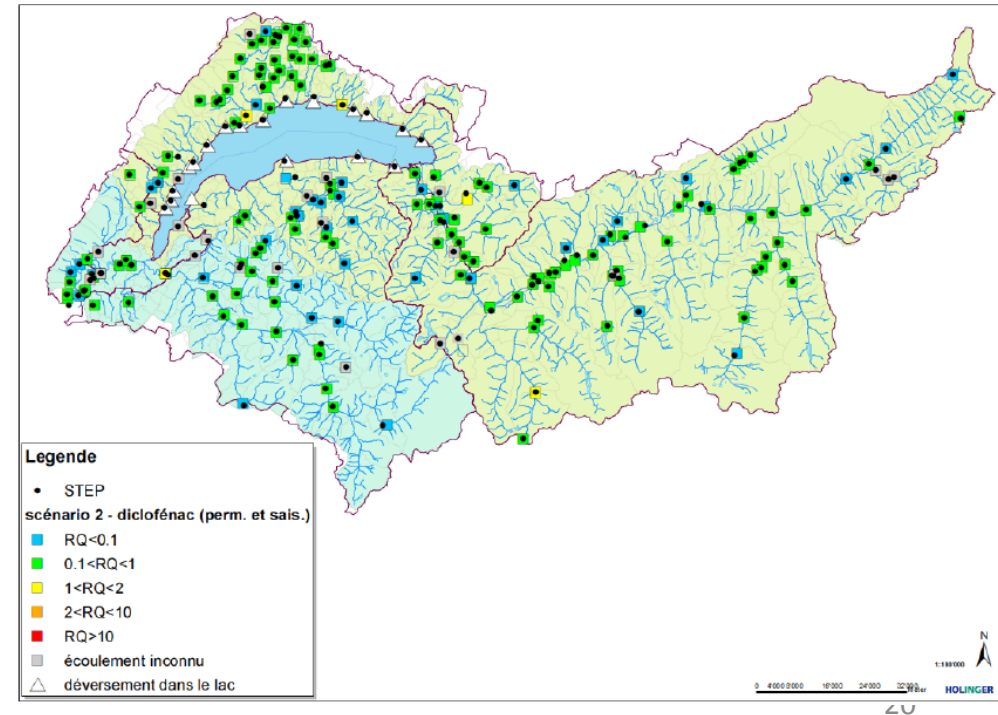 Legende
STEP
scénario 2 - diclofénac (perm. et sais.)
RQ<0.1
0.1<RQ<1
1<RQ<2
2<RQ<10
RQ>10
écoulement inconnu
déversement dans le lac
N
HOLINGER